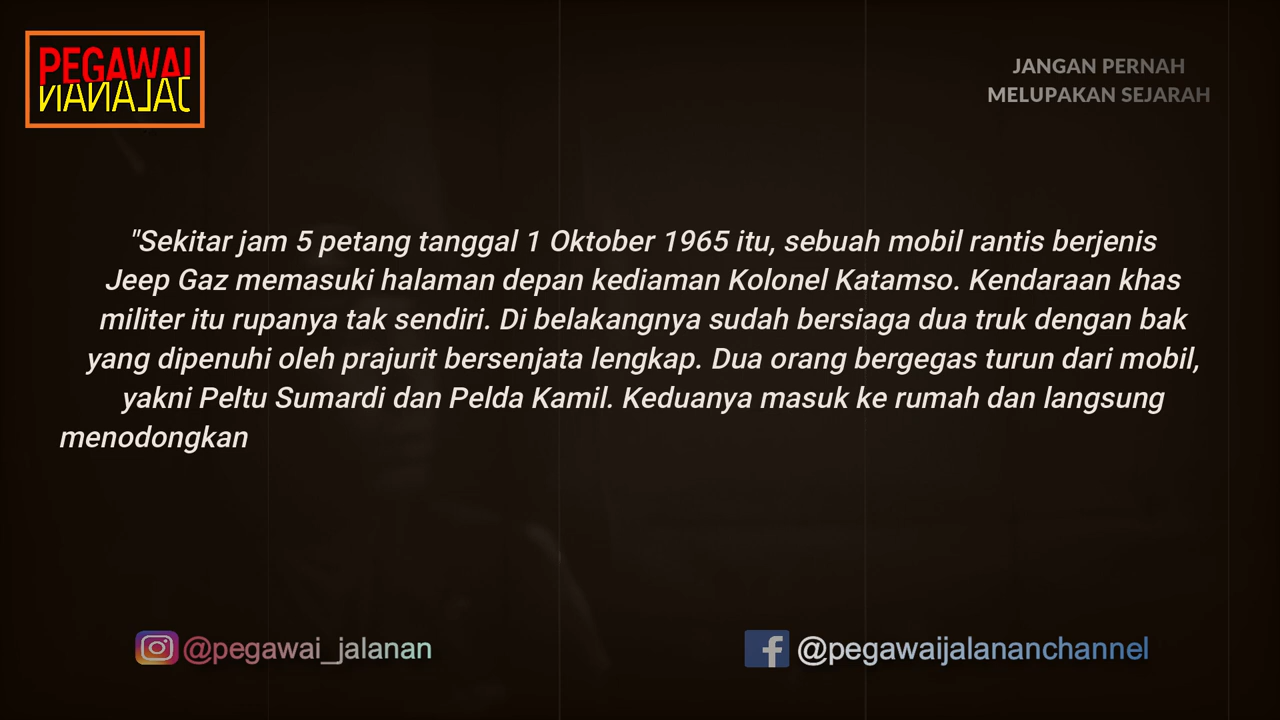 PEGAWAI
JALANAN
JANGAN PERNAH
MELUPAKAN SEJARAH
"Sekitar jam 5 petang tanggal 1 Oktober 1965 itu, sebuah mobil rantis berjenis
Jeep Gaz memasuki halaman depan kediaman Kolonel Katamso. Kendaraan khas
militer itu rupanya tak sendiri. Di belakangnya sudah bersiaga dua truk dengan bak
yang dipenuhi oleh prajurit bersenjata lengkap. Dua orang bergegas turun dari mobil,
yakni Peltu Sumardi dan Pelda Kamil. Keduanya masuk ke rumah dan langsung
menodongkan
@pegawai_jalanan
@pegawaijalananchannel